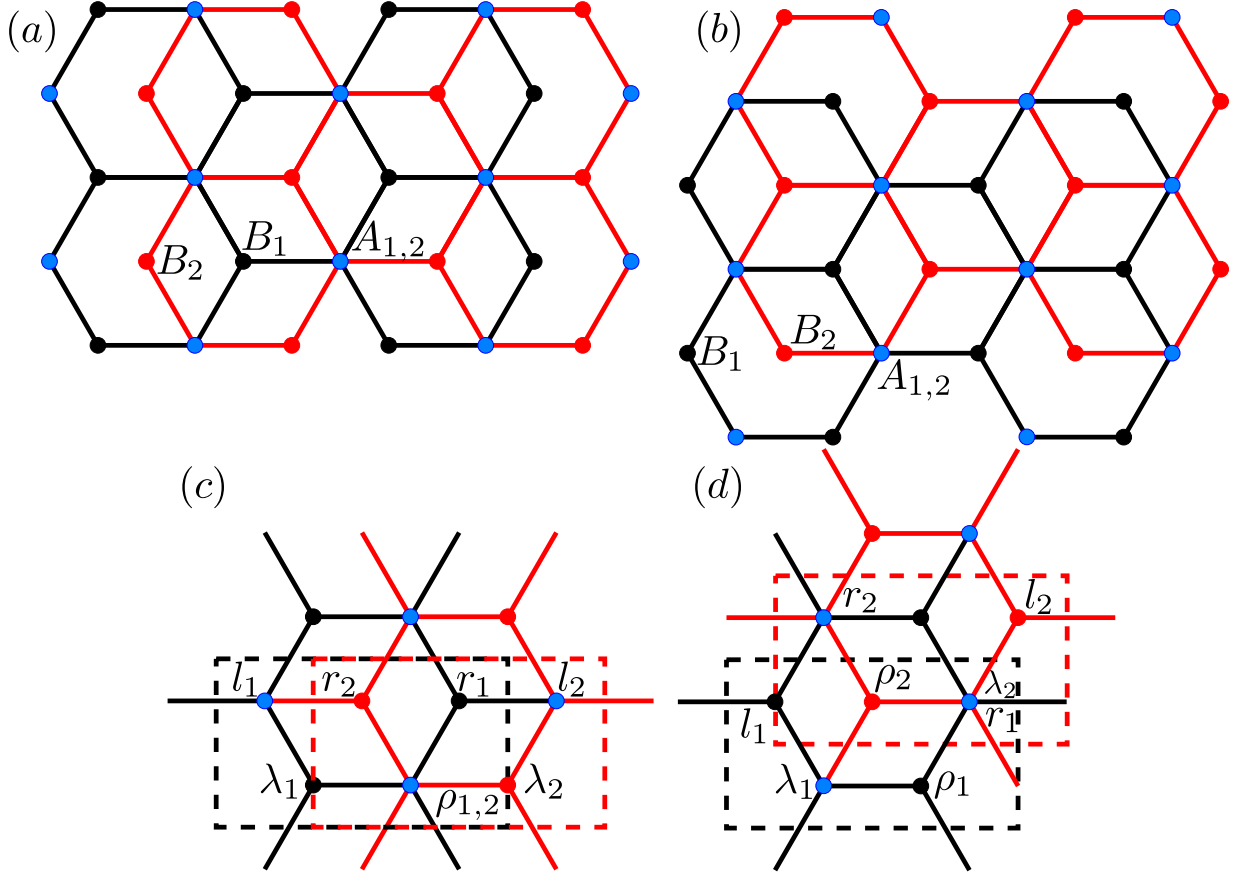 (a)
B₂
B₁
A₁,₂
(b)
B₂
B₁
A₁,₂
(c)
l₁
r₂
r₁
l₂
λ₁
ρ₁,₂
λ₂
(d)
r₂
l₂
ρ₂
λ₂
l₁
r₁
λ₁
ρ₁